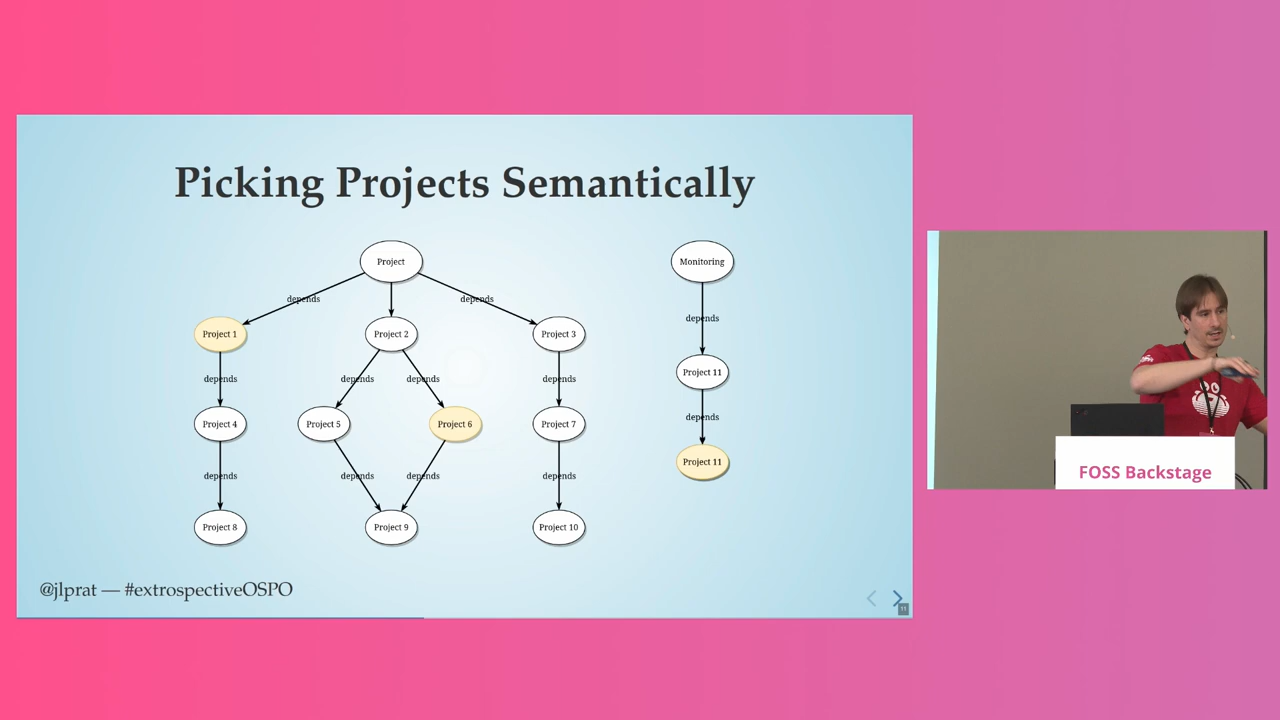 Picking Projects Semantically
Project
Monitoring
depends
depends
depends
Project 1
Project 2
Project 3
Project 11
depends
depends
depends
depends
depends
Project 4
Project 5
Project 6
Project 7
Project 11
depends
depends
depends
depends
Project 8
Project 9
Project 10
@jlprat — #extrospectiveOSPO
11
FOSS Backstage